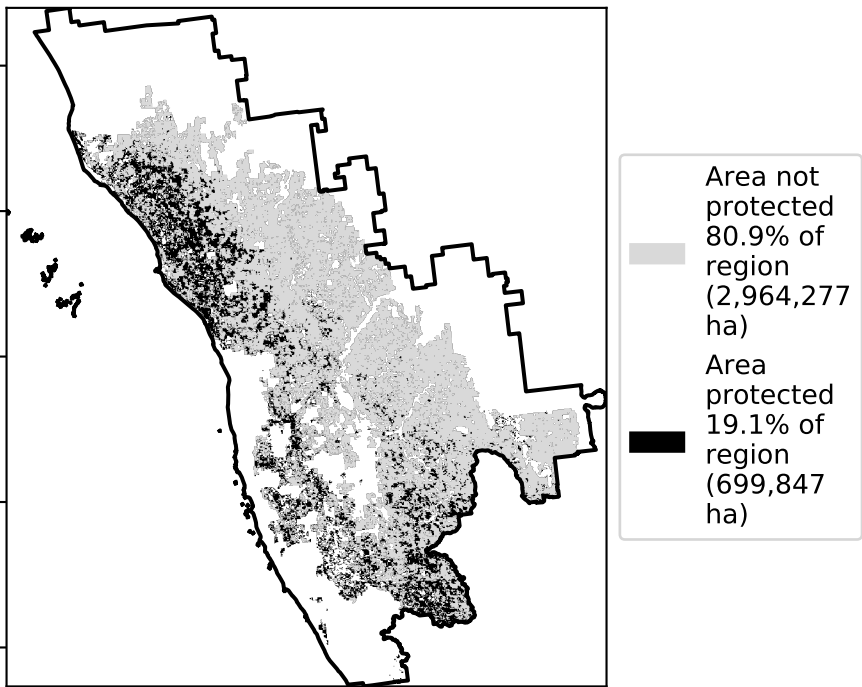 Area not
protected
80.9% of
region
(2,964,277
ha)
Area
protected
19.1% of
region
(699,847
ha)